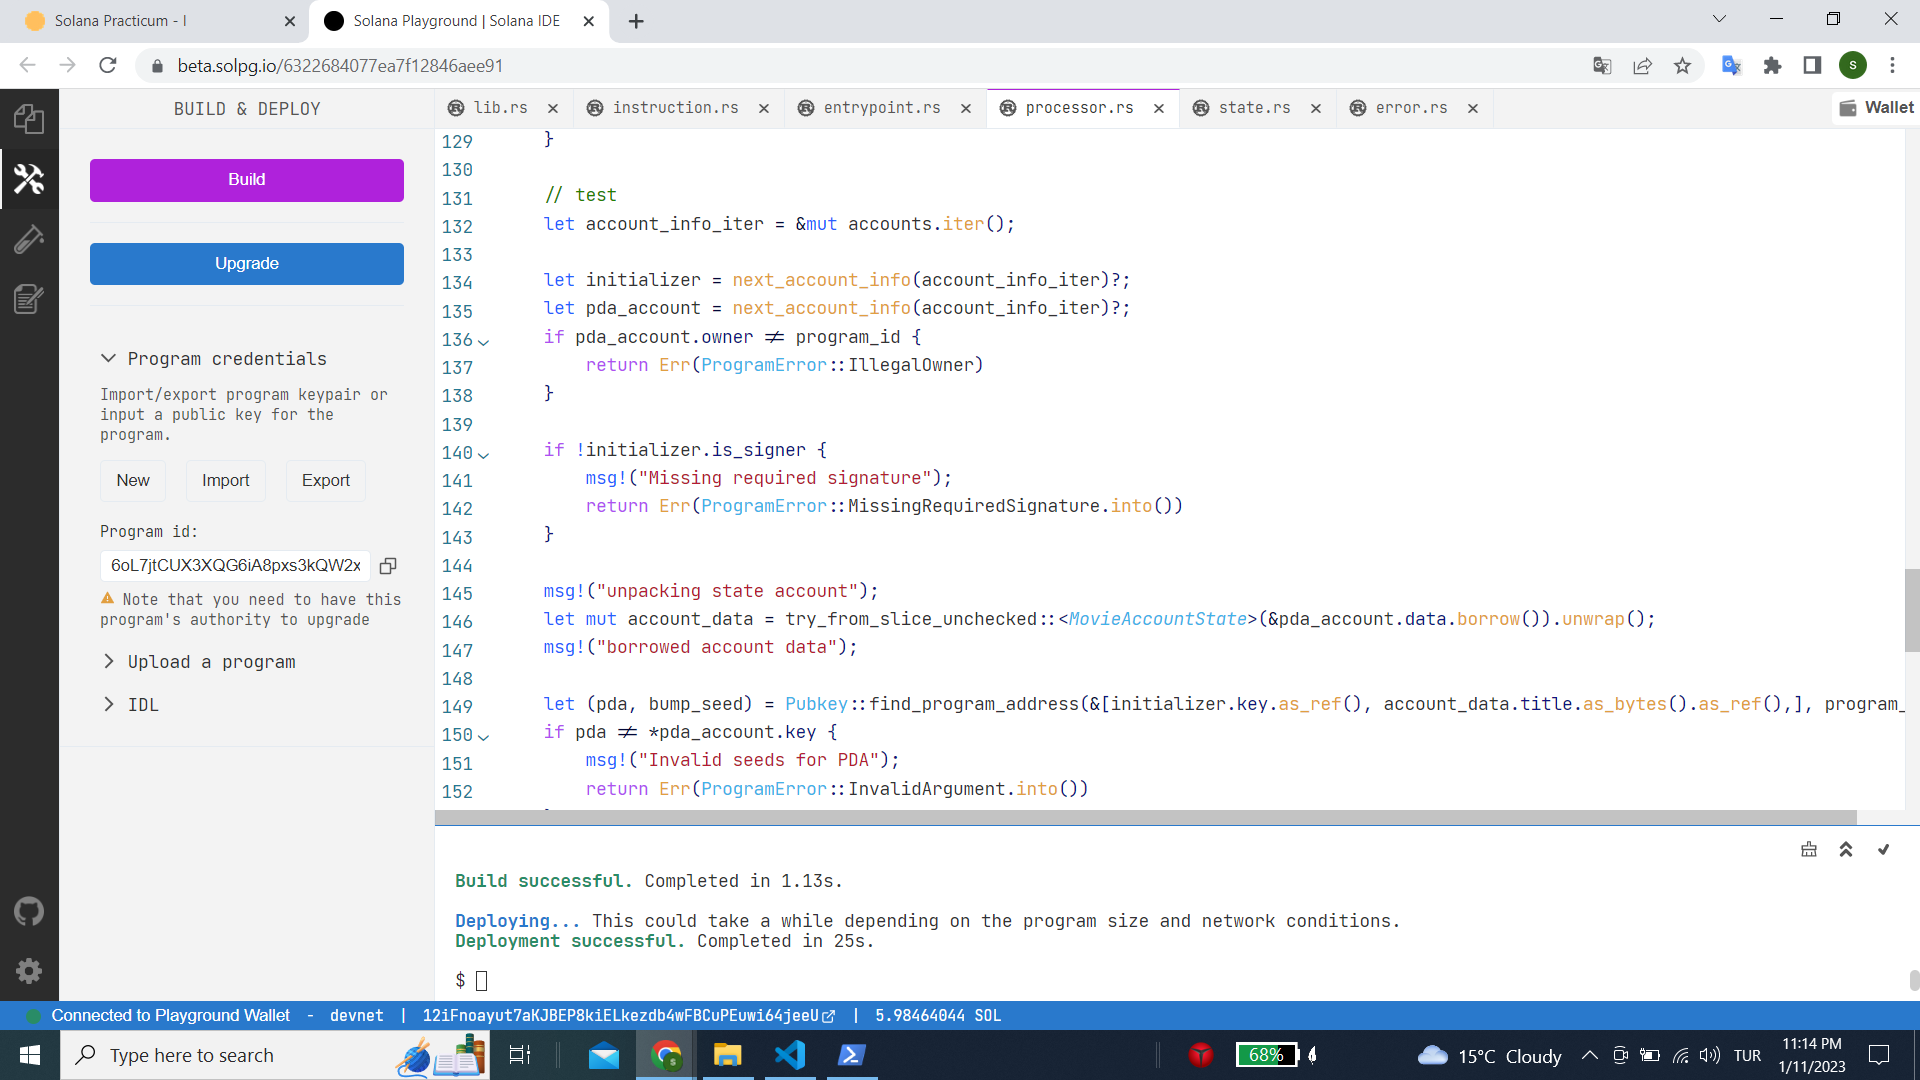 Solana Practicum - I
Solana Playground | Solana IDE
beta.solpg.io/6322684077ea7f12846aee91
S
BUILD & DEPLOY
lib.rs
instruction.rs
entrypoint.rs
processor.rs
state.rs
error.rs
Wallet
Build
Upgrade
Program credentials
Import/export program keypair or
input a public key for the
program.
New
Import
Export
Program id:
6oL7jtCUX3XQG6iA8pxs3kQW2x
Note that you need to have this
program's authority to upgrade
Upload a program
IDL
129 }
130
131 // test
132 let account_info_iter = &mut accounts.iter();
133
134 let initializer = next_account_info(account_info_iter)?;
135 let pda_account = next_account_info(account_info_iter)?;
136 if pda_account.owner != program_id {
137 return Err(ProgramError::IllegalOwner)
138 }
139
140 if !initializer.is_signer {
141 msg!("Missing required signature");
142 return Err(ProgramError::MissingRequiredSignature.into())
143 }
144
145 msg!("unpacking state account");
146 let mut account_data = try_from_slice_unchecked::<MovieAccountState>(&pda_account.data.borrow()).unwrap();
147 msg!("borrowed account data");
148
149 let (pda, bump_seed) = Pubkey::find_program_address(&[initializer.key.as_ref(), account_data.title.as_bytes().as_ref(),], program_
150 if pda != *pda_account.key {
151 msg!("Invalid seeds for PDA");
152 return Err(ProgramError::InvalidArgument.into())
Build successful. Completed in 1.13s.
Deploying... This could take a while depending on the program size and network conditions.
Deployment successful. Completed in 25s.
$
Connected to Playground Wallet - devnet | 12iFnoayut7aKJBEP8kiELkezdb4wFBCuPEuwi64jeeU | 5.98464044 SOL
Type here to search
68%
15°C Cloudy
TUR
11:14 PM
1/11/2023